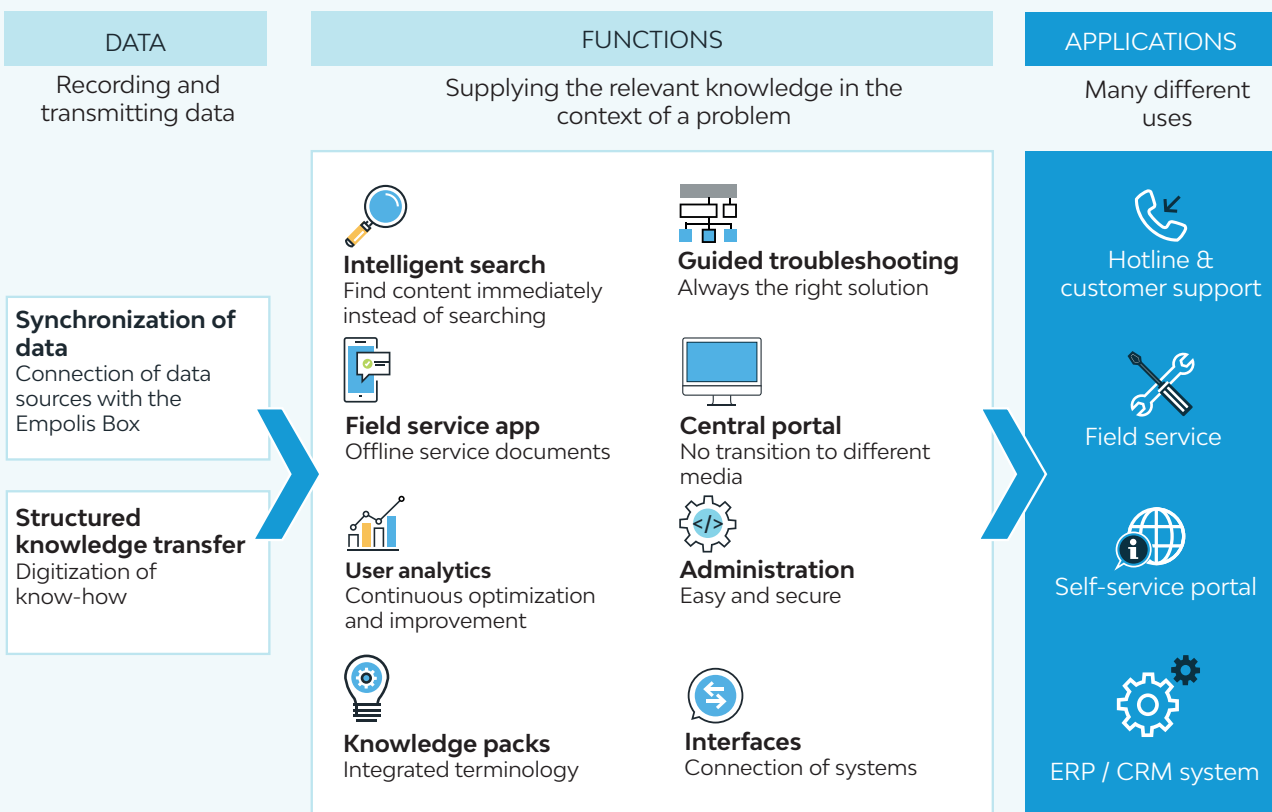 DATA
Recording and
transmitting data
Synchronization of
data
Connection of data
sources with the
Empolis Box
Structured
knowledge transfer
Digitization of
know-how
FUNCTIONS
Supplying the relevant knowledge in the
context of a problem
Intelligent search
Find content immediately
instead of searching
Guided troubleshooting
Always the right solution
Field service app
Offline service documents
Central portal
No transition to different
media
User analytics
Continuous optimization
and improvement
</>
Administration
Easy and secure
Knowledge packs
Integrated terminology
Interfaces
Connection of systems
APPLICATIONS
Many different
uses
Hotline &
customer support
Field service
i
Self-service portal
ERP / CRM system